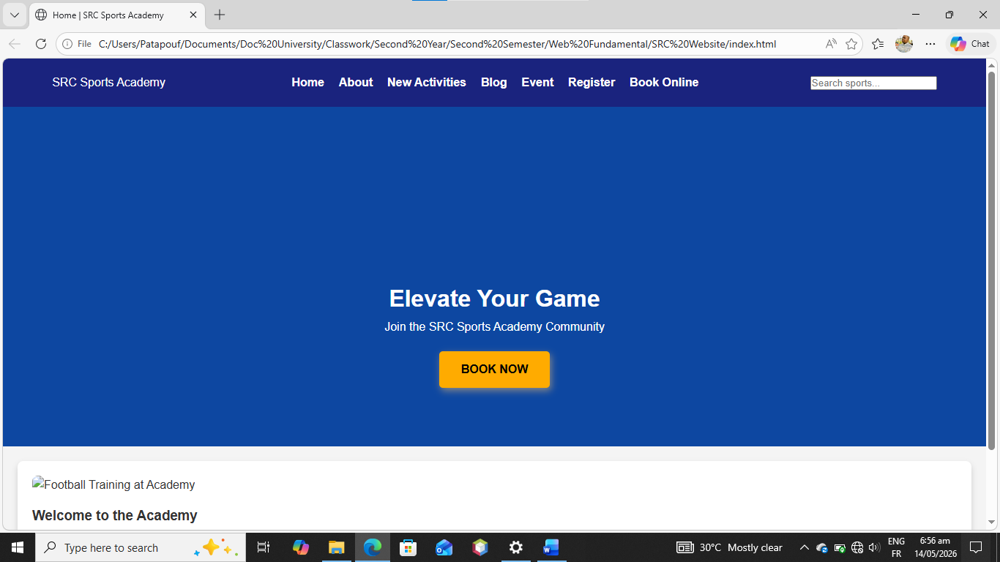 Home | SRC Sports Academy
File C:/Users/Patapouf/Documents/Doc%20University/Classwork/Second%20Year/Second%20Semester/Web%20Fundamental/SRC%20Website/index.html
Chat
SRC Sports Academy Home About New Activities Blog Event Register Book Online Search sports...
Elevate Your Game
Join the SRC Sports Academy Community
BOOK NOW
Football Training at Academy
Welcome to the Academy
Type here to search
30°C Mostly clear
ENG
FR
6:56 am
14/05/2026